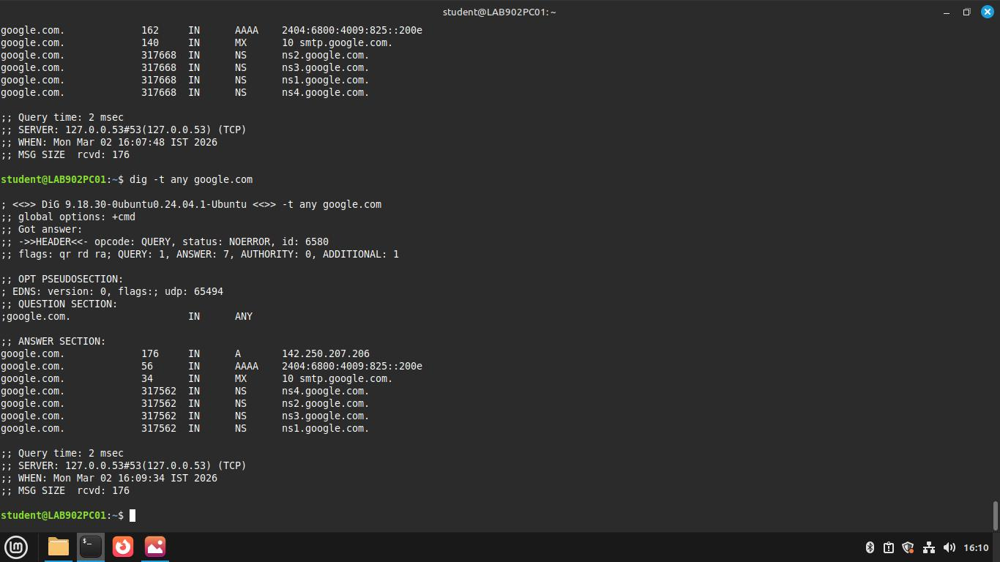 student@LAB902PC01: ~
google.com. 162 IN AAAA 2404:6800:4009:825::200e
google.com. 140 IN MX 10 smtp.google.com.
google.com. 317668 IN NS ns2.google.com.
google.com. 317668 IN NS ns3.google.com.
google.com. 317668 IN NS ns1.google.com.
google.com. 317668 IN NS ns4.google.com.
;; Query time: 2 msec
;; SERVER: 127.0.0.53#53(127.0.0.53) (TCP)
;; WHEN: Mon Mar 02 16:07:48 IST 2026
;; MSG SIZE  rcvd: 176
student@LAB902PC01:~$ dig -t any google.com
; <<>> DiG 9.18.30-0ubuntu0.24.04.1-Ubuntu <<>> -t any google.com
;; global options: +cmd
;; Got answer:
;; ->>HEADER<<- opcode: QUERY, status: NOERROR, id: 6580
;; flags: qr rd ra; QUERY: 1, ANSWER: 7, AUTHORITY: 0, ADDITIONAL: 1
;; OPT PSEUDOSECTION:
; EDNS: version: 0, flags:; udp: 65494
;; QUESTION SECTION:
;google.com. IN ANY
;; ANSWER SECTION:
google.com. 176 IN A 142.250.207.206
google.com. 56 IN AAAA 2404:6800:4009:825::200e
google.com. 34 IN MX 10 smtp.google.com.
google.com. 317562 IN NS ns4.google.com.
google.com. 317562 IN NS ns2.google.com.
google.com. 317562 IN NS ns3.google.com.
google.com. 317562 IN NS ns1.google.com.
;; Query time: 2 msec
;; SERVER: 127.0.0.53#53(127.0.0.53) (TCP)
;; WHEN: Mon Mar 02 16:09:34 IST 2026
;; MSG SIZE  rcvd: 176
student@LAB902PC01:~$
$_
16:10